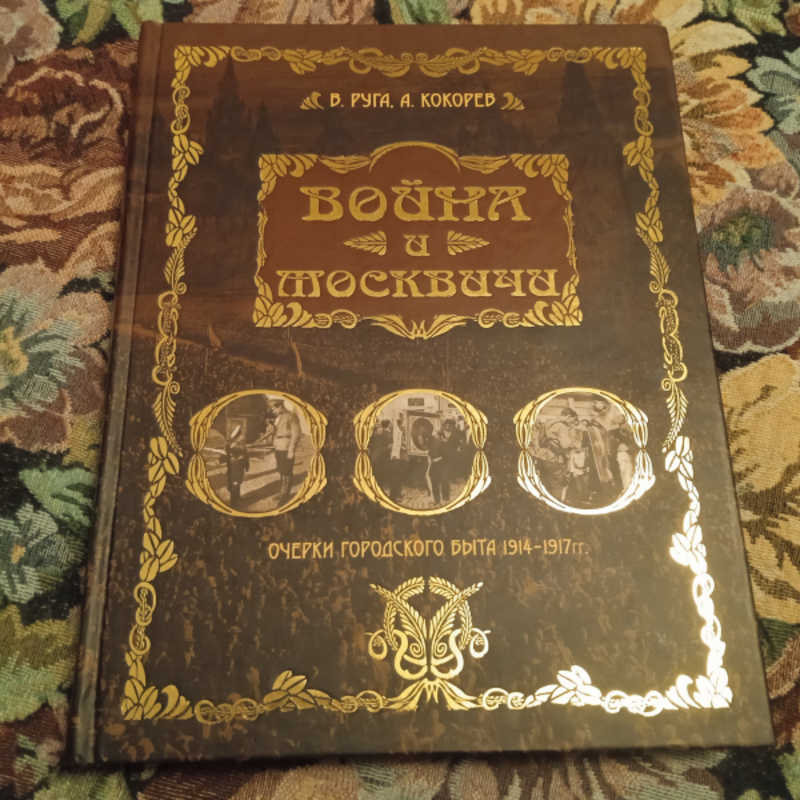 В. РУГА, А. КОКОРЕВ
ВОЙНА
и
МОСКВИЧИ
ОЧЕРКИ ГОРОДСКОГО БЫТА 1914-1917гг.